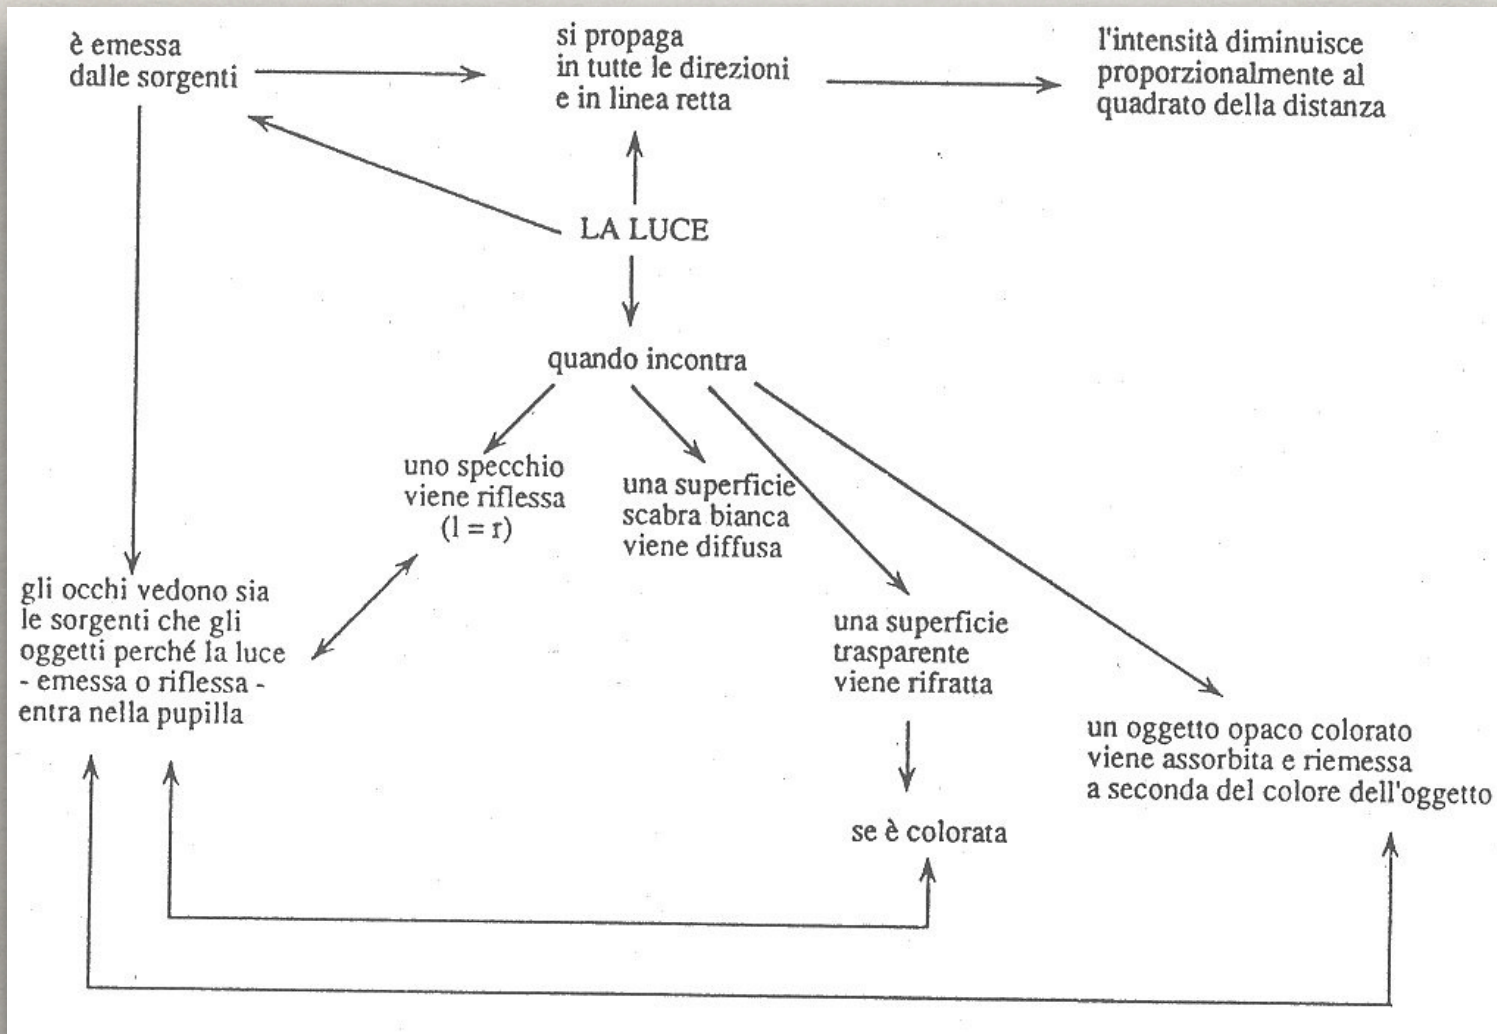 è emessa
dalle sorgenti
si propaga
in tutte le direzioni
e in linea retta
l'intensità diminuisce
proporzionalmente al
quadrato della distanza
LA LUCE
quando incontra
uno specchio
viene riflessa
(l = r)
una superficie
scabra bianca
viene diffusa
gli occhi vedono sia
le sorgenti che gli
oggetti perché la luce
- emessa o riflessa -
entra nella pupilla
una superficie
trasparente
viene rifratta
un oggetto opaco colorato
viene assorbita e riemessa
a seconda del colore dell'oggetto
se è colorata